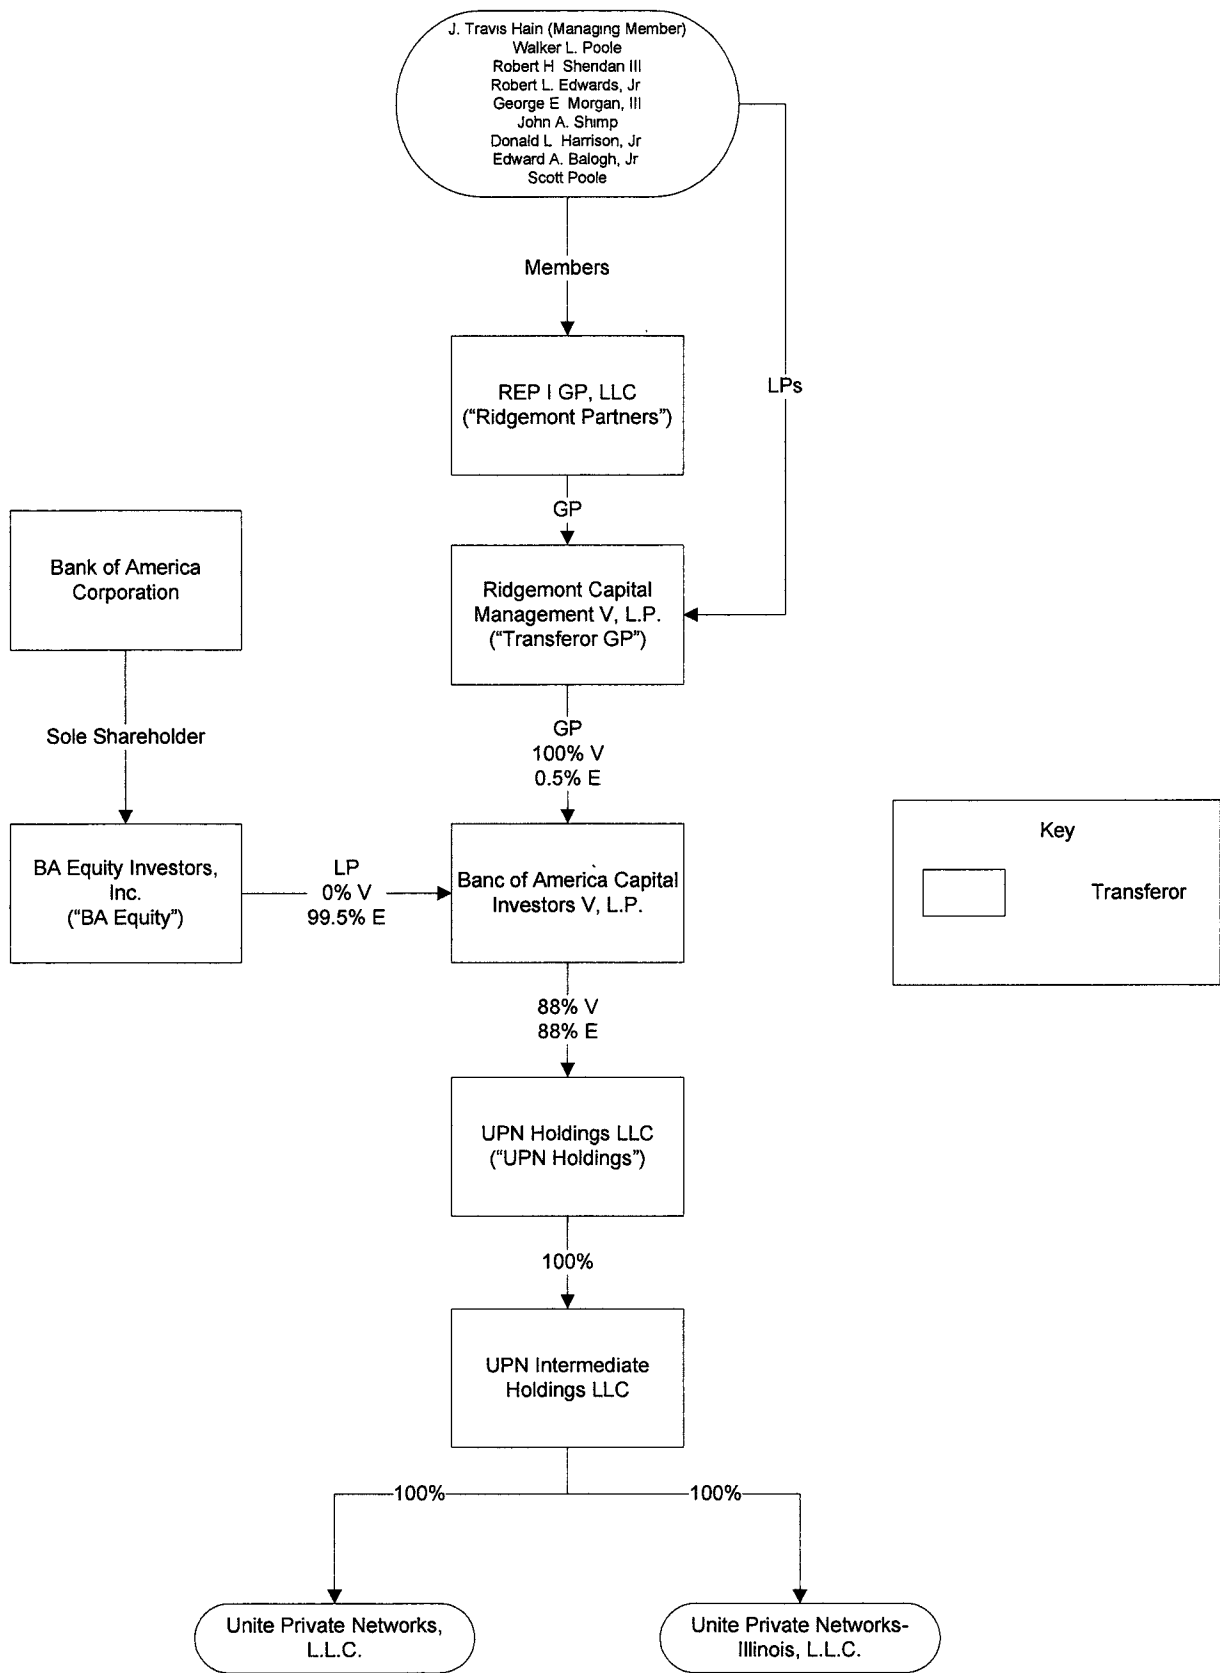 J. Travis Hain (Managing Member)
Walker L. Poole
Robert H Sheridan III
Robert L. Edwards, Jr
George E Morgan, III
John A. Shimp
Donald L Harrison, Jr
Edward A. Balogh, Jr
Scott Poole
Members
LPs
REP I GP, LLC
(“Ridgemont Partners”)
GP
Bank of America
Corporation
Ridgemont Capital
Management V, L.P.
(“Transferor GP”)
Sole Shareholder
GP
100% V
0.5% E
BA Equity Investors,
Inc.
(“BA Equity”)
LP
0% V
99.5% E
Banc of America Capital
Investors V, L.P.
Key
Transferor
88% V
88% E
UPN Holdings LLC
(“UPN Holdings”)
100%
UPN Intermediate
Holdings LLC
100%
100%
Unite Private Networks,
L.L.C.
Unite Private Networks-
Illinois, L.L.C.